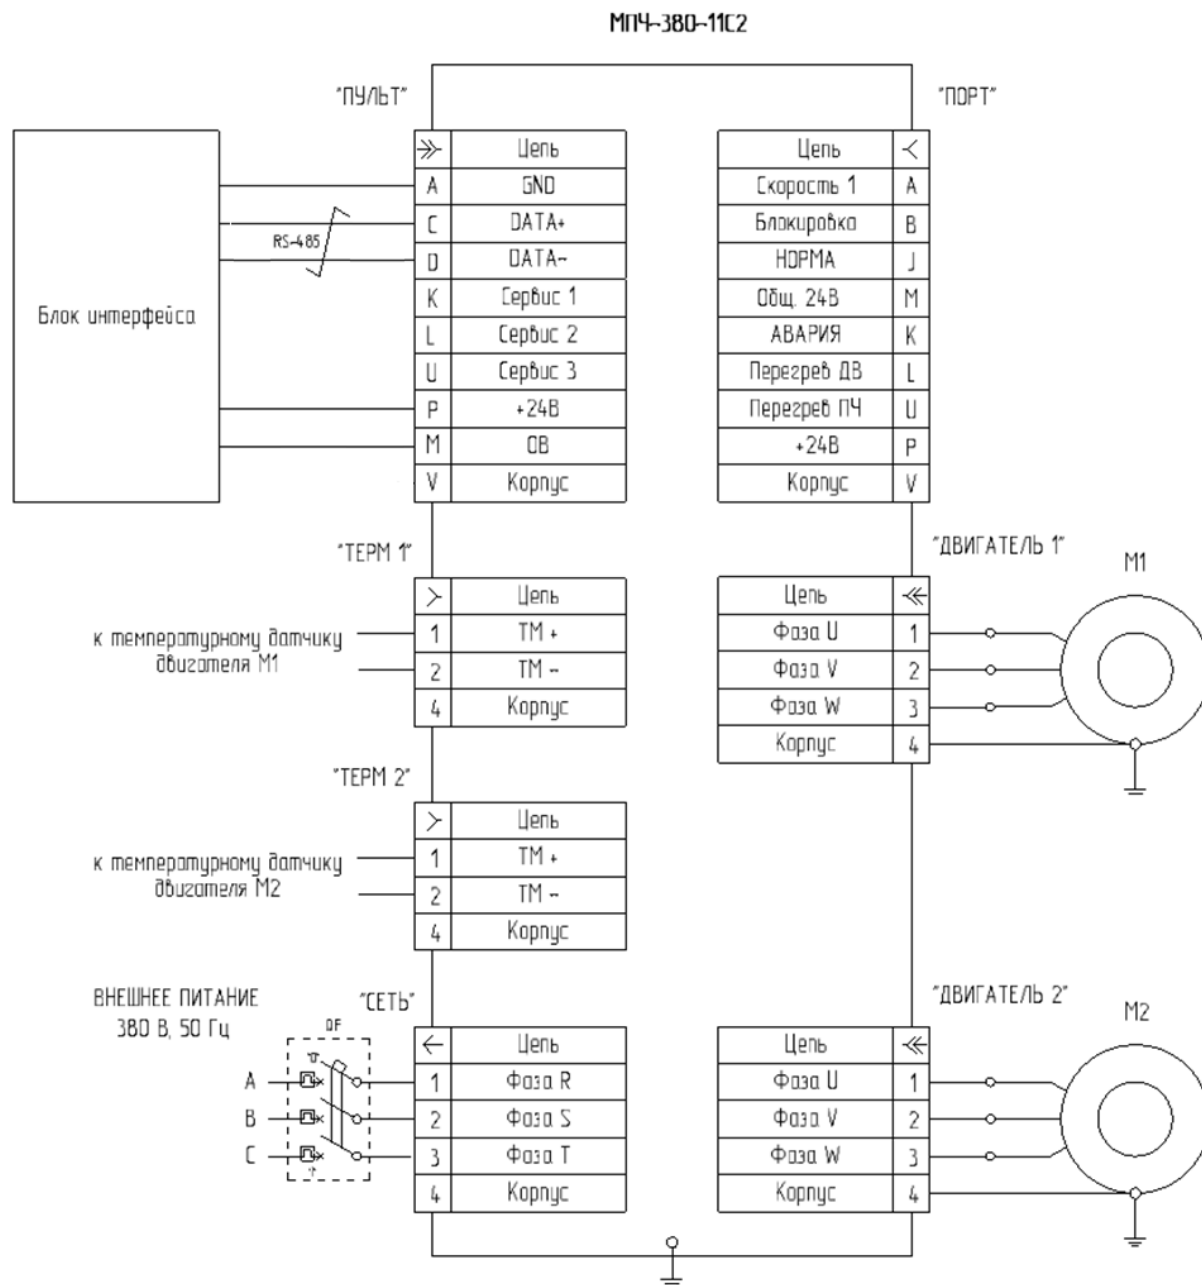 МПЧ-380-11С2
"ПУЛЬТ"
Блок интерфейса
RS-485
Цепь
A GND
C DATA+
D DATA-
K Сервис 1
L Сервис 2
U Сервис 3
P +24В
M 0В
V Корпус
"ПОРТ"
Цепь
Скорость 1 A
Блокировка B
НОРМА J
Общ. 24В M
АВАРИЯ K
Перегрев ДВ L
Перегрев ПЧ U
+24В P
Корпус V
"ТЕРМ 1"
к температурному датчику
двигателя М1
Цепь
1 ТМ +
2 ТМ -
4 Корпус
"ДВИГАТЕЛЬ 1"
М1
Цепь
Фаза U 1
Фаза V 2
Фаза W 3
Корпус 4
"ТЕРМ 2"
к температурному датчику
двигателя М2
Цепь
1 ТМ +
2 ТМ -
4 Корпус
ВНЕШНЕЕ ПИТАНИЕ
380 В, 50 Гц
QF
A
B
C
"СЕТЬ"
Цепь
1 Фаза R
2 Фаза S
3 Фаза T
4 Корпус
"ДВИГАТЕЛЬ 2"
М2
Цепь
Фаза U 1
Фаза V 2
Фаза W 3
Корпус 4